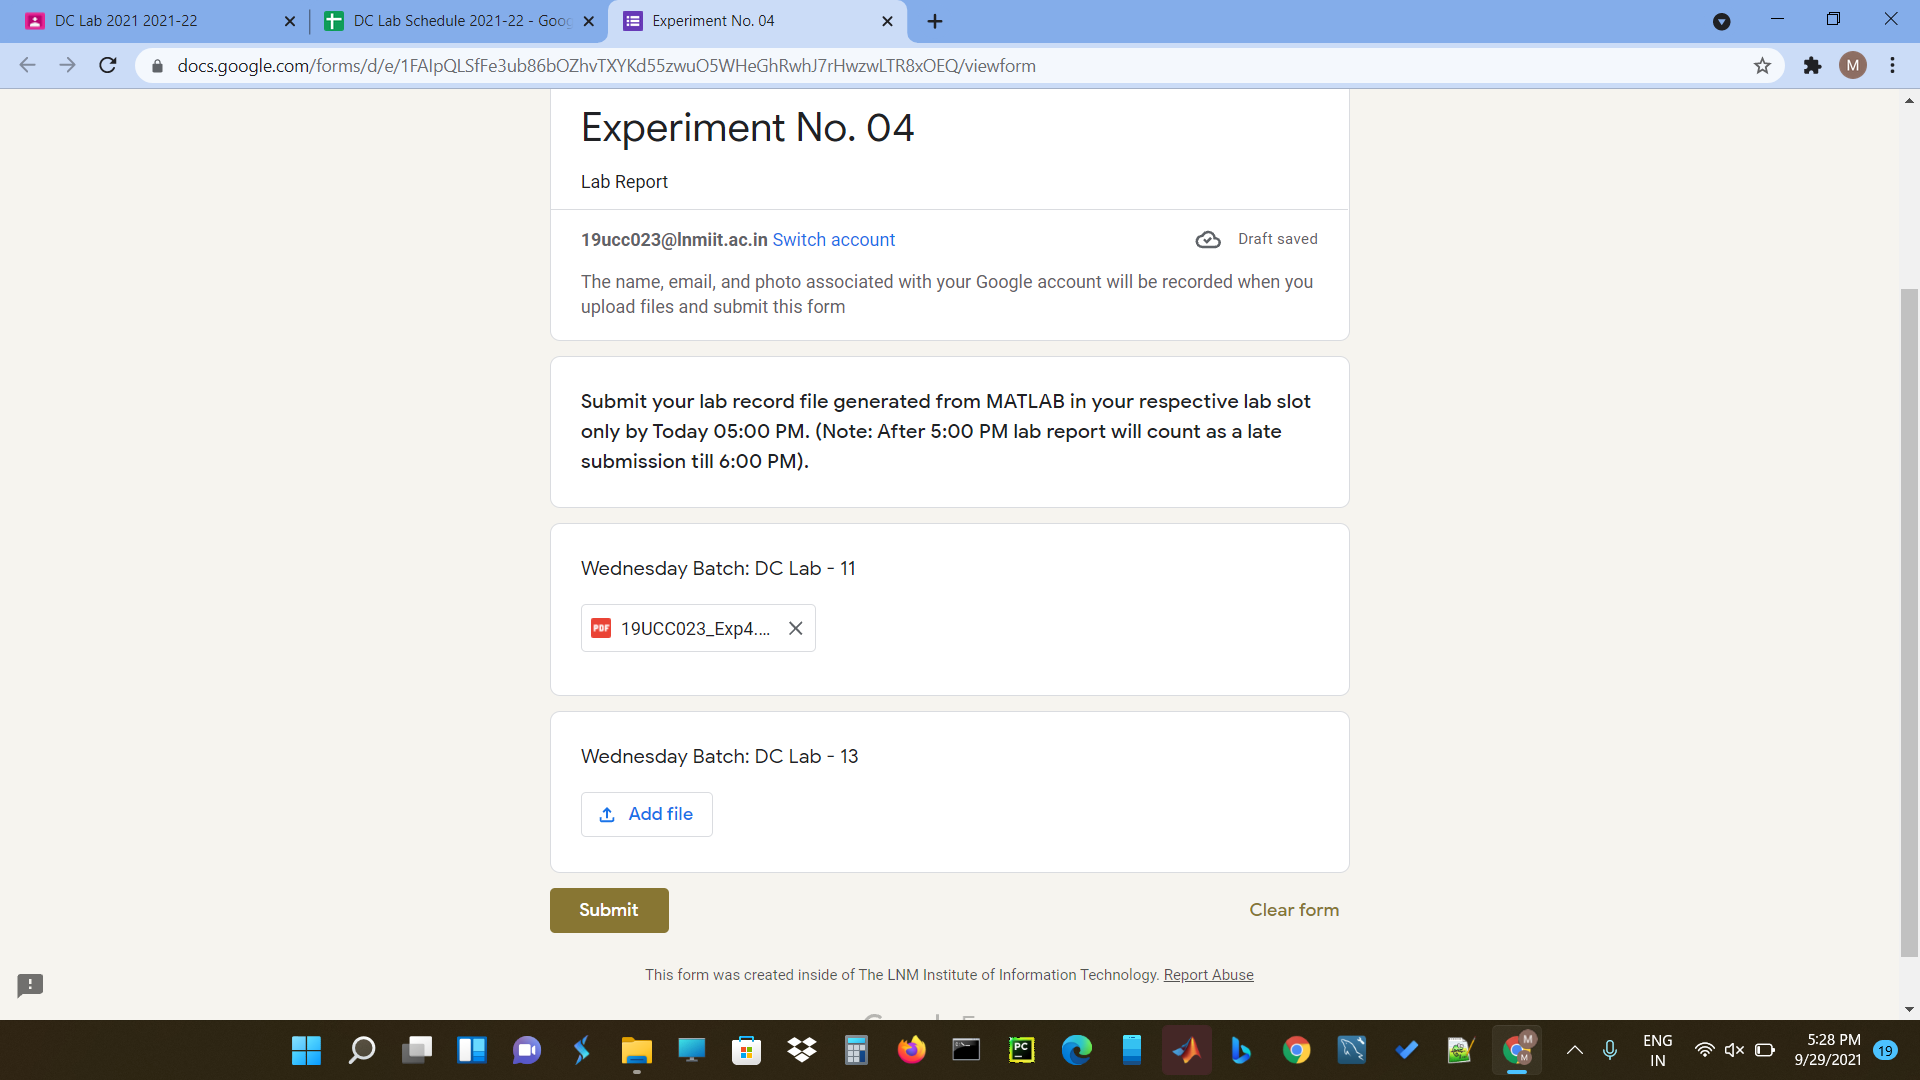 DC Lab 2021 2021-22
DC Lab Schedule 2021-22 - Goog
Experiment No. 04
docs.google.com/forms/d/e/1FAIpQLSfFe3ub86bOZhvTXYKd55zwuO5WHeGhRwhJ7rHwzwLTR8xOEQ/viewform
M
Experiment No. 04
Lab Report
19ucc023@lnmiit.ac.in Switch account
Draft saved
The name, email, and photo associated with your Google account will be recorded when you
upload files and submit this form
Submit your lab record file generated from MATLAB in your respective lab slot
only by Today 05:00 PM. (Note: After 5:00 PM lab report will count as a late
submission till 6:00 PM).
Wednesday Batch: DC Lab - 11
PDF 19UCC023_Exp4....
Wednesday Batch: DC Lab - 13
Add file
Submit
Clear form
This form was created inside of The LNM Institute of Information Technology. Report Abuse
PC
M
M
ENG
IN
5:28 PM
9/29/2021
19